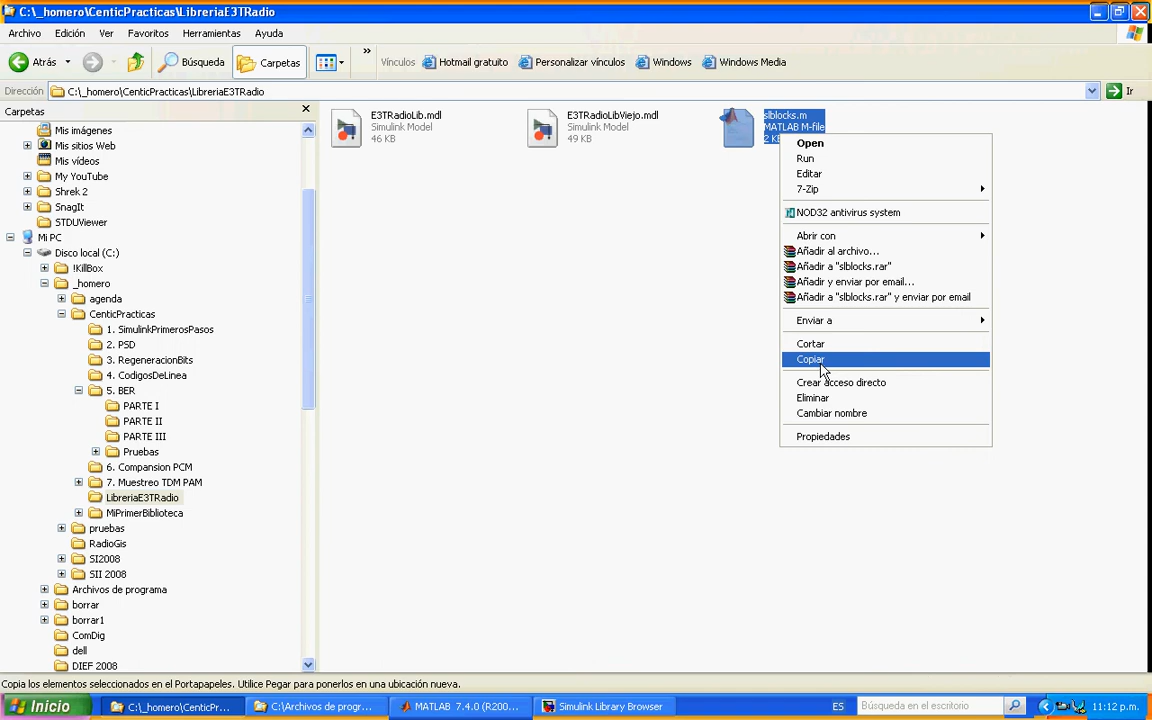 C:\_homero\CenticPracticas\LibreriaE3TRadio
Archivo Edición Ver Favoritos Herramientas Ayuda
Atrás Búsqueda Carpetas » Vínculos Hotmail gratuito Personalizar vínculos Windows Windows Media
Dirección C:\_homero\CenticPracticas\LibreriaE3TRadio Ir
Carpetas
Mis imágenes
Mis sitios Web
Mis vídeos
My YouTube
Shrek 2
SnagIt
STDUViewer
Mi PC
Disco local (C:)
!KillBox
_homero
agenda
CenticPracticas
1. SimulinkPrimerosPasos
2. PSD
3. RegeneracionBits
4. CodigosDeLinea
5. BER
PARTE I
PARTE II
PARTE III
Pruebas
6. Compansion PCM
7. Muestreo TDM PAM
LibreriaE3TRadio
MiPrimerBiblioteca
pruebas
RadioGis
SI2008
SII 2008
Archivos de programa
borrar
borrar1
ComDig
dell
DIEF 2008
E3TRadioLib.mdl
Simulink Model
46 KB
E3TRadioLibViejo.mdl
Simulink Model
49 KB
slblocks.m
MATLAB M-file
Open
Run
Editar
7-Zip
NOD32 antivirus system
Abrir con
Añadir al archivo...
Añadir a "slblocks.rar"
Añadir y enviar por email...
Añadir a "slblocks.rar" y enviar por email
Enviar a
Cortar
Copiar
Crear acceso directo
Eliminar
Cambiar nombre
Propiedades
Copia los elementos seleccionados en el Portapapeles. Utilice Pegar para ponerlos en una ubicación nueva.
Inicio C:\_homero\CenticPr... C:\Archivos de progr... MATLAB 7.4.0 (R200... Simulink Library Browser ES Búsqueda en el escritorio 11:12 p.m.